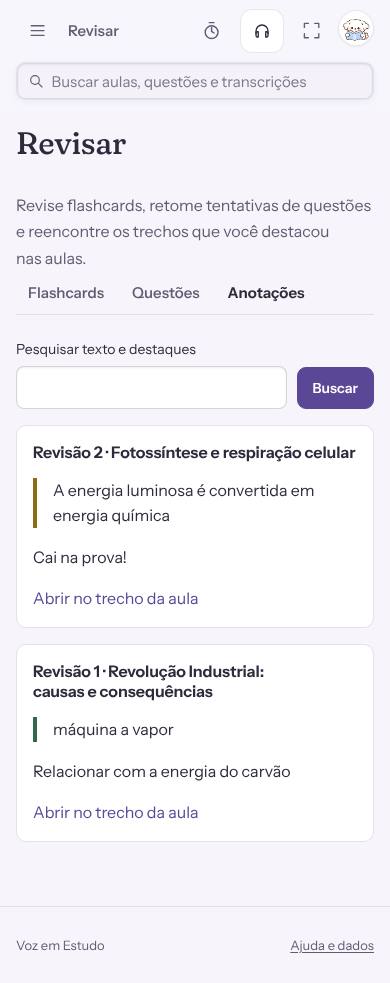 Revisar
Buscar aulas, questões e transcrições
Revisar
Revise flashcards, retome tentativas de questões
e reencontre os trechos que você destacou
nas aulas.
Flashcards Questões Anotações
Pesquisar texto e destaques
Buscar
Revisão 2 · Fotossíntese e respiração celular
A energia luminosa é convertida em
energia química
Cai na prova!
Abrir no trecho da aula
Revisão 1 · Revolução Industrial:
causas e consequências
máquina a vapor
Relacionar com a energia do carvão
Abrir no trecho da aula
Voz em Estudo Ajuda e dados